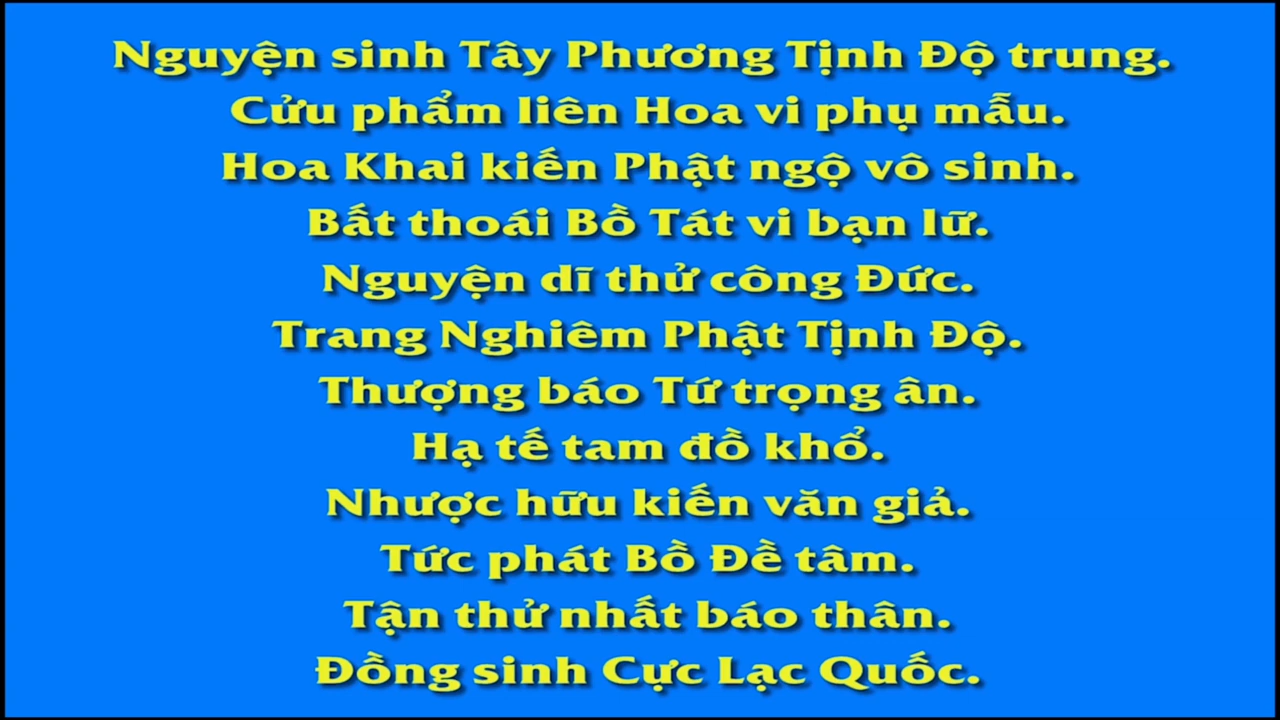 Nguyện sinh Tây Phương Tịnh Độ trung.
Cửu phẩm liên Hoa vi phụ mẫu.
Hoa Khai kiến Phật ngộ vô sinh.
Bất thoái Bồ Tát vi bạn lữ.
Nguyện dĩ thử công Đức.
Trang Nghiêm Phật Tịnh Độ.
Thượng báo Tứ trọng ân.
Hạ tế tam đồ khổ.
Nhược hữu kiến văn giả.
Tức phát Bồ Đề tâm.
Tận thử nhất báo thân.
Đồng sinh Cực Lạc Quốc.